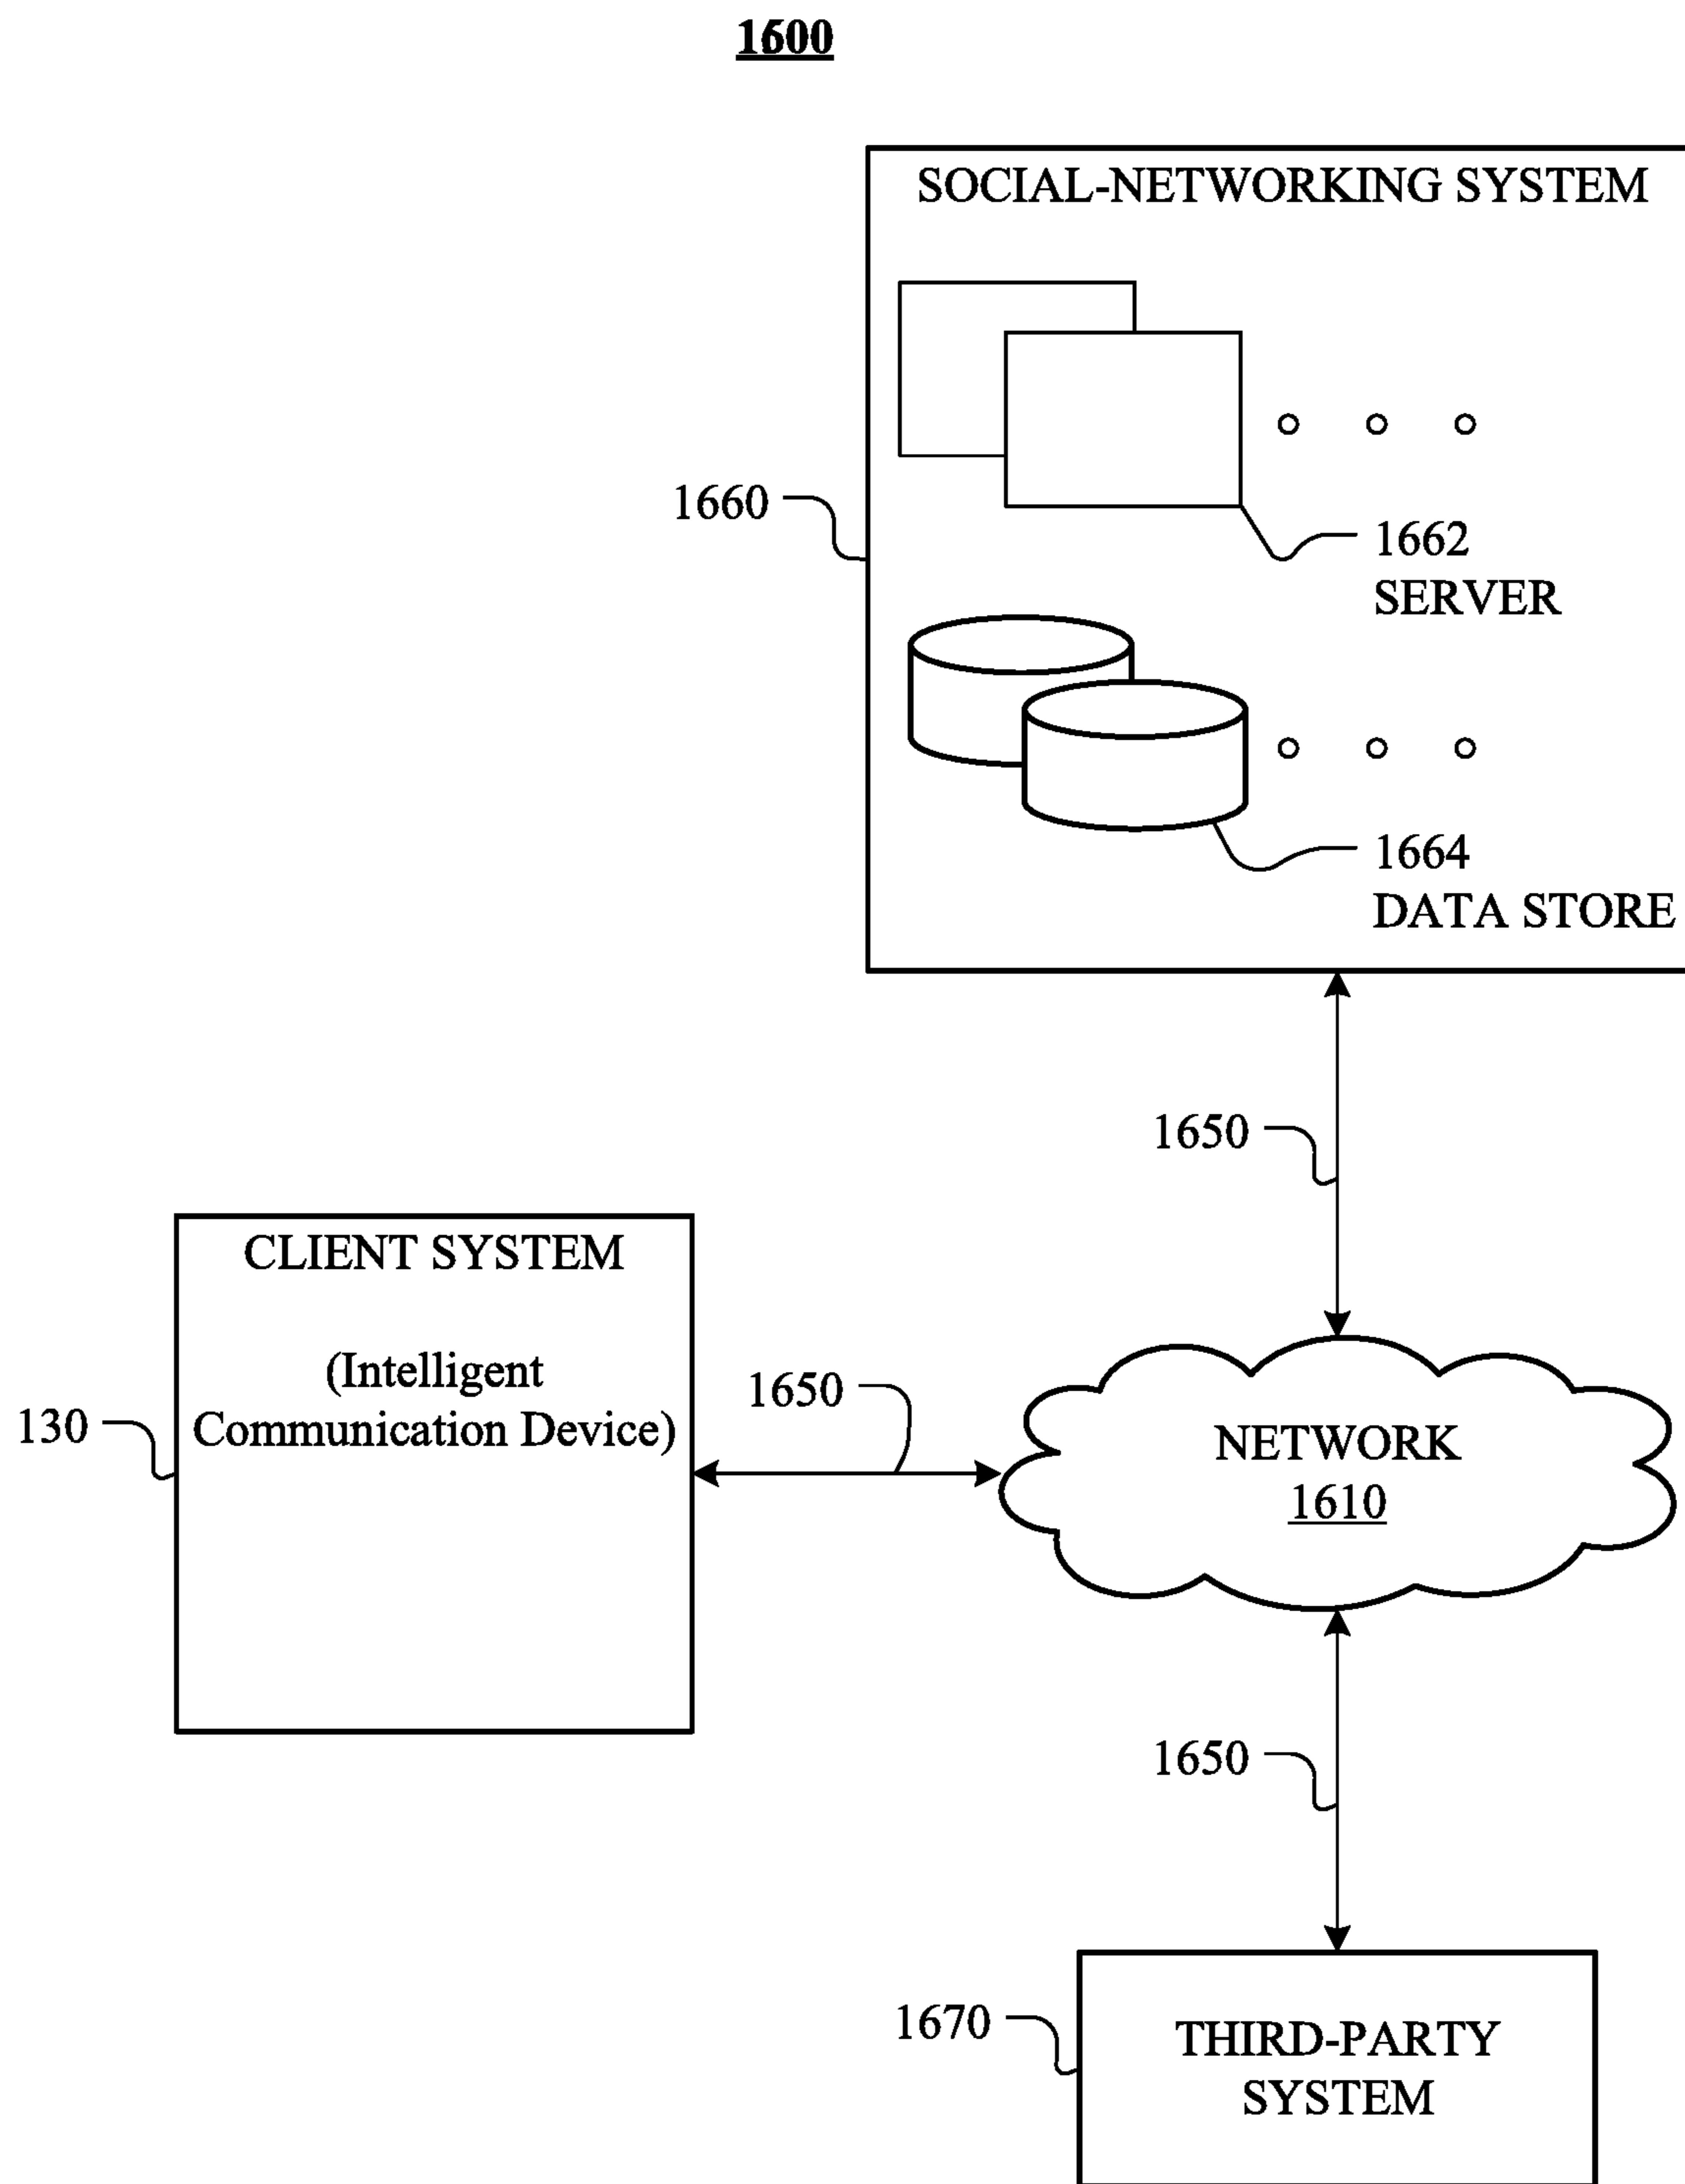 1600
SOCIAL-NETWORKING SYSTEM
1660
1662
SERVER
1664
DATA STORE
1650
CLIENT SYSTEM
(Intelligent
Communication Device)
130
1650
NETWORK
1610
1650
1670
THIRD-PARTY
SYSTEM